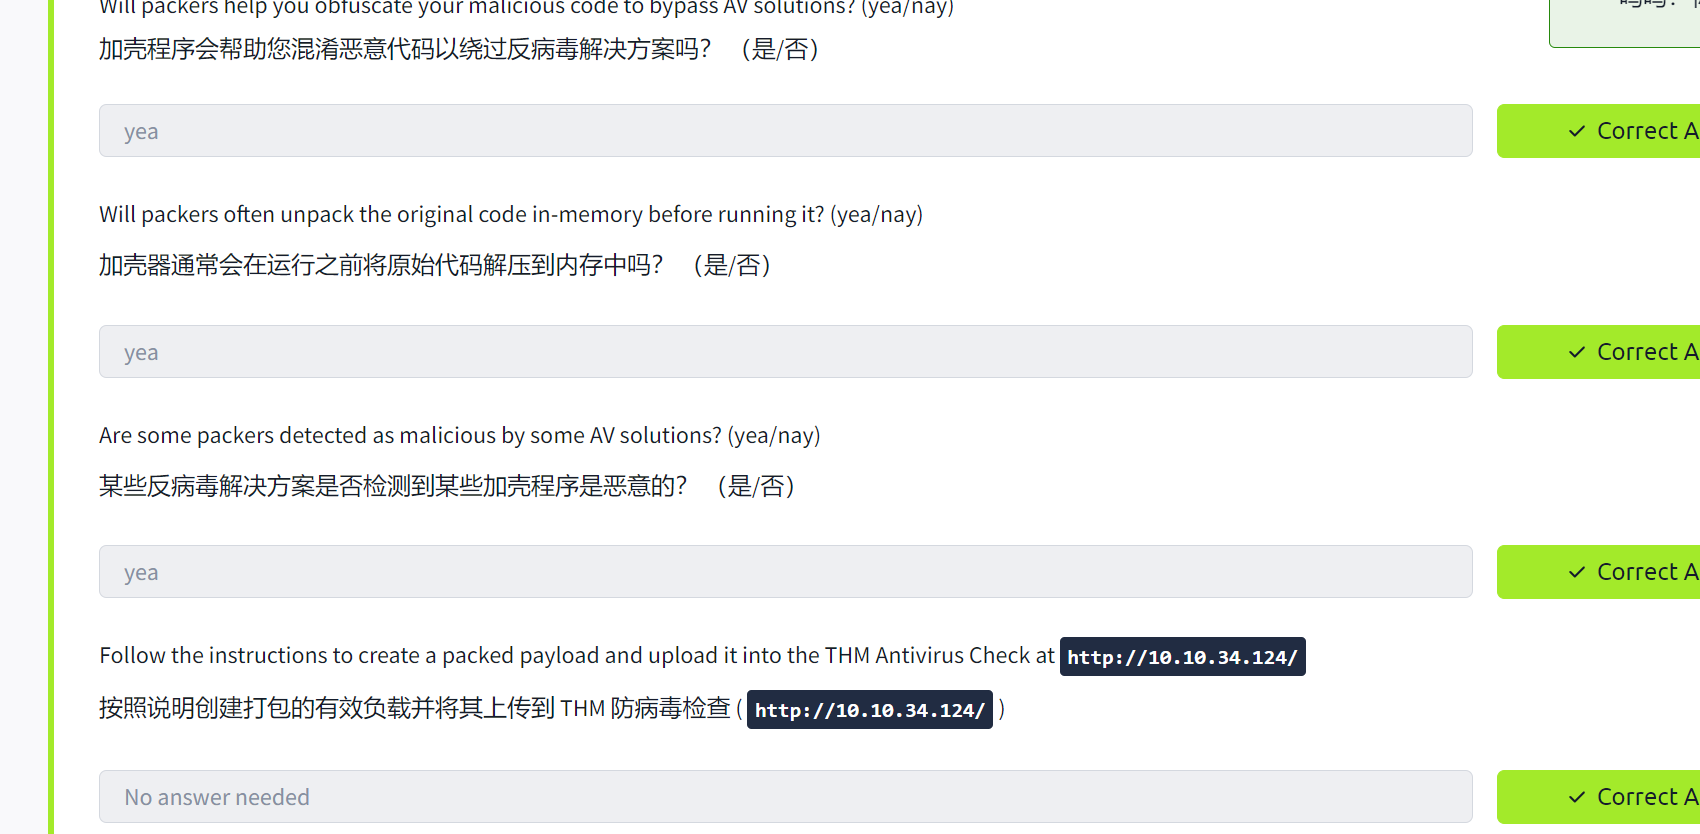 Will packers help you obfuscate your malicious code to bypass AV solutions? (yea/nay)
加壳程序会帮助您混淆恶意代码以绕过反病毒解决方案吗？ （是/否）
yea
✓ Correct A
Will packers often unpack the original code in-memory before running it? (yea/nay)
加壳器通常会在运行之前将原始代码解压到内存中吗？ （是/否）
yea
✓ Correct A
Are some packers detected as malicious by some AV solutions? (yea/nay)
某些反病毒解决方案是否检测到某些加壳程序是恶意的？ （是/否）
yea
✓ Correct A
Follow the instructions to create a packed payload and upload it into the THM Antivirus Check at http://10.10.34.124/
按照说明创建打包的有效负载并将其上传到 THM 防病毒检查 ( http://10.10.34.124/ )
No answer needed
✓ Correct A